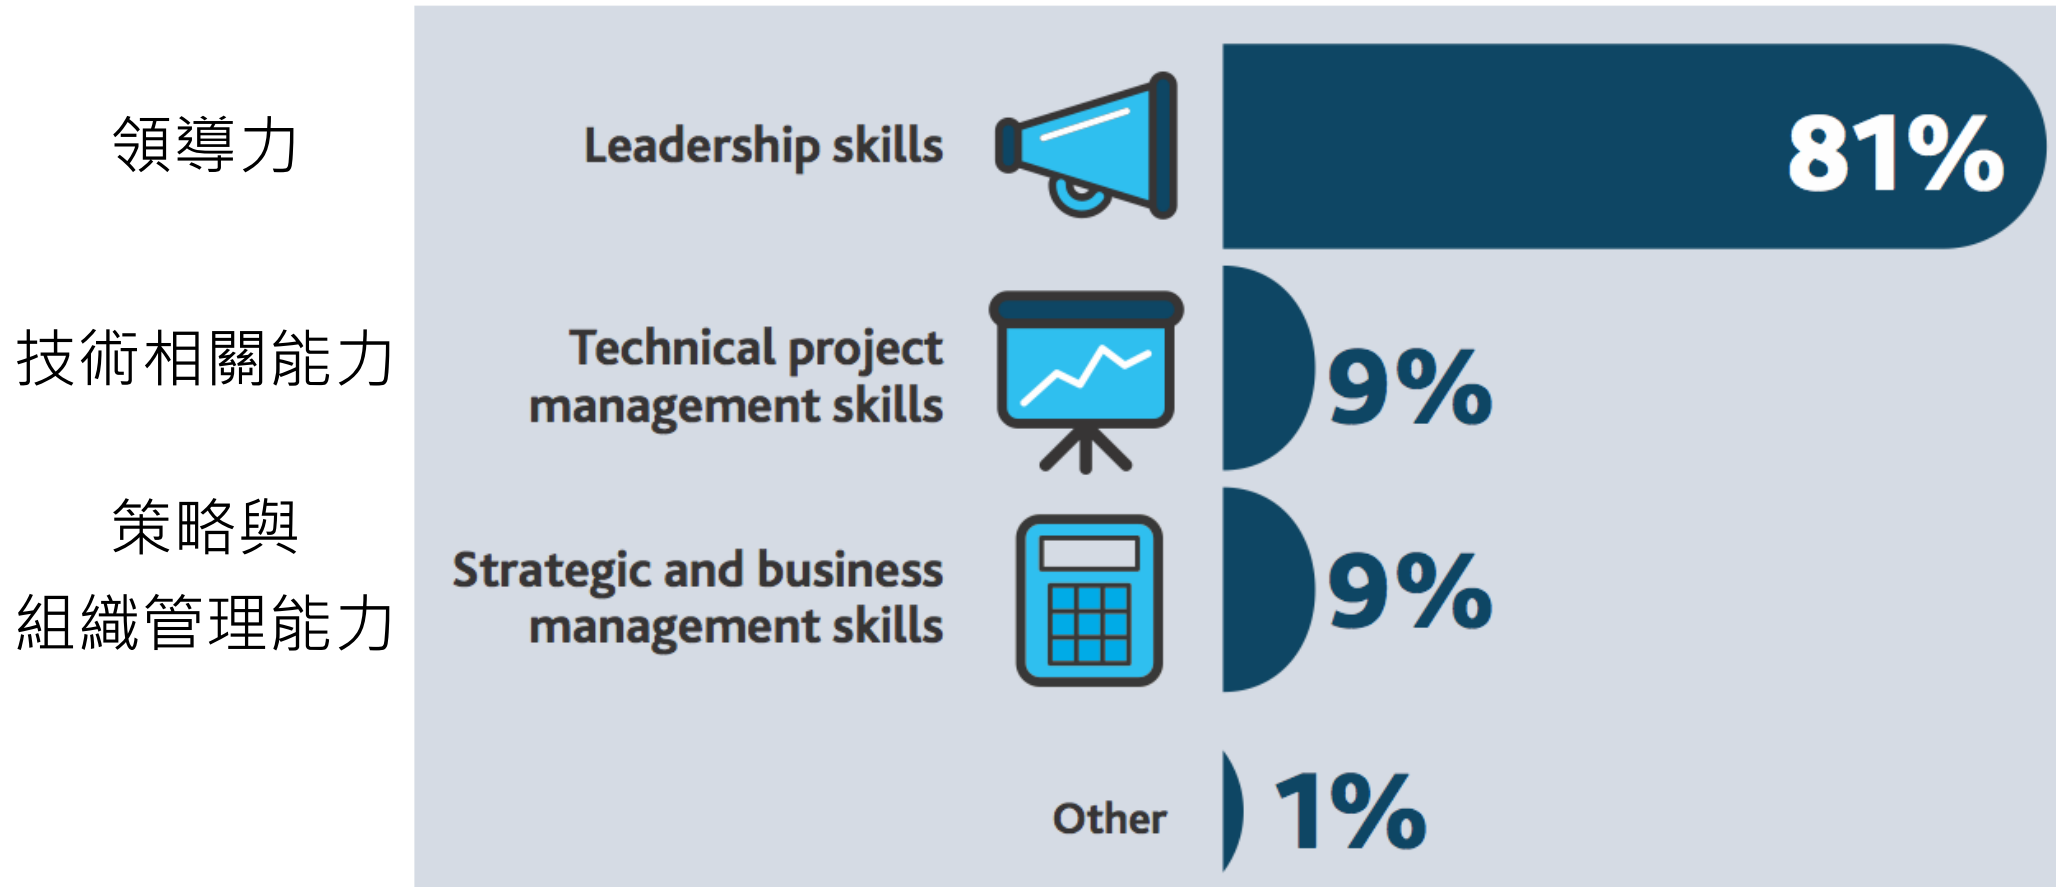 領導力
Leadership skills
81%
技術相關能力
Technical project
management skills
9%
策略與
組織管理能力
Strategic and business
management skills
9%
Other
1%